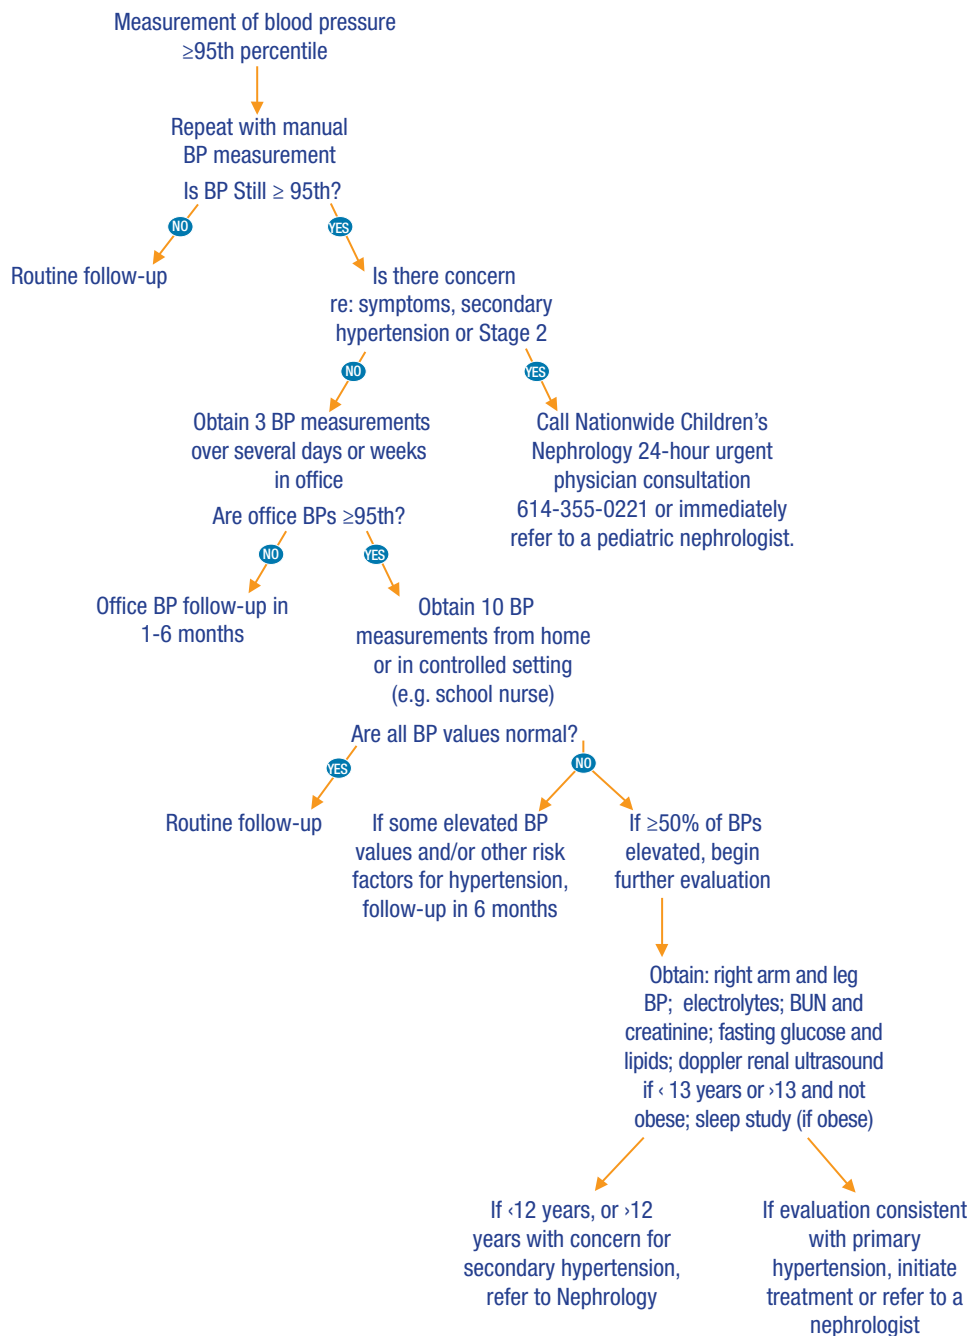 Measurement of blood pressure
≥95th percentile
Repeat with manual
BP measurement
Is BP Still ≥ 95th?
NO
YES
Routine follow-up
Is there concern
re: symptoms, secondary
hypertension or Stage 2
NO
YES
Obtain 3 BP measurements
over several days or weeks
in office
Call Nationwide Children’s
Nephrology 24-hour urgent
physician consultation
614-355-0221 or immediately
refer to a pediatric nephrologist.
Are office BPs ≥95th?
NO
YES
Office BP follow-up in
1-6 months
Obtain 10 BP
measurements from home
or in controlled setting
(e.g. school nurse)
Are all BP values normal?
YES
NO
Routine follow-up
If some elevated BP
values and/or other risk
factors for hypertension,
follow-up in 6 months
If ≥50% of BPs
elevated, begin
further evaluation
Obtain: right arm and leg
BP; electrolytes; BUN and
creatinine; fasting glucose and
lipids; doppler renal ultrasound
if ‹ 13 years or ›13 and not
obese; sleep study (if obese)
If ‹12 years, or ›12
years with concern for
secondary hypertension,
refer to Nephrology
If evaluation consistent
with primary
hypertension, initiate
treatment or refer to a
nephrologist